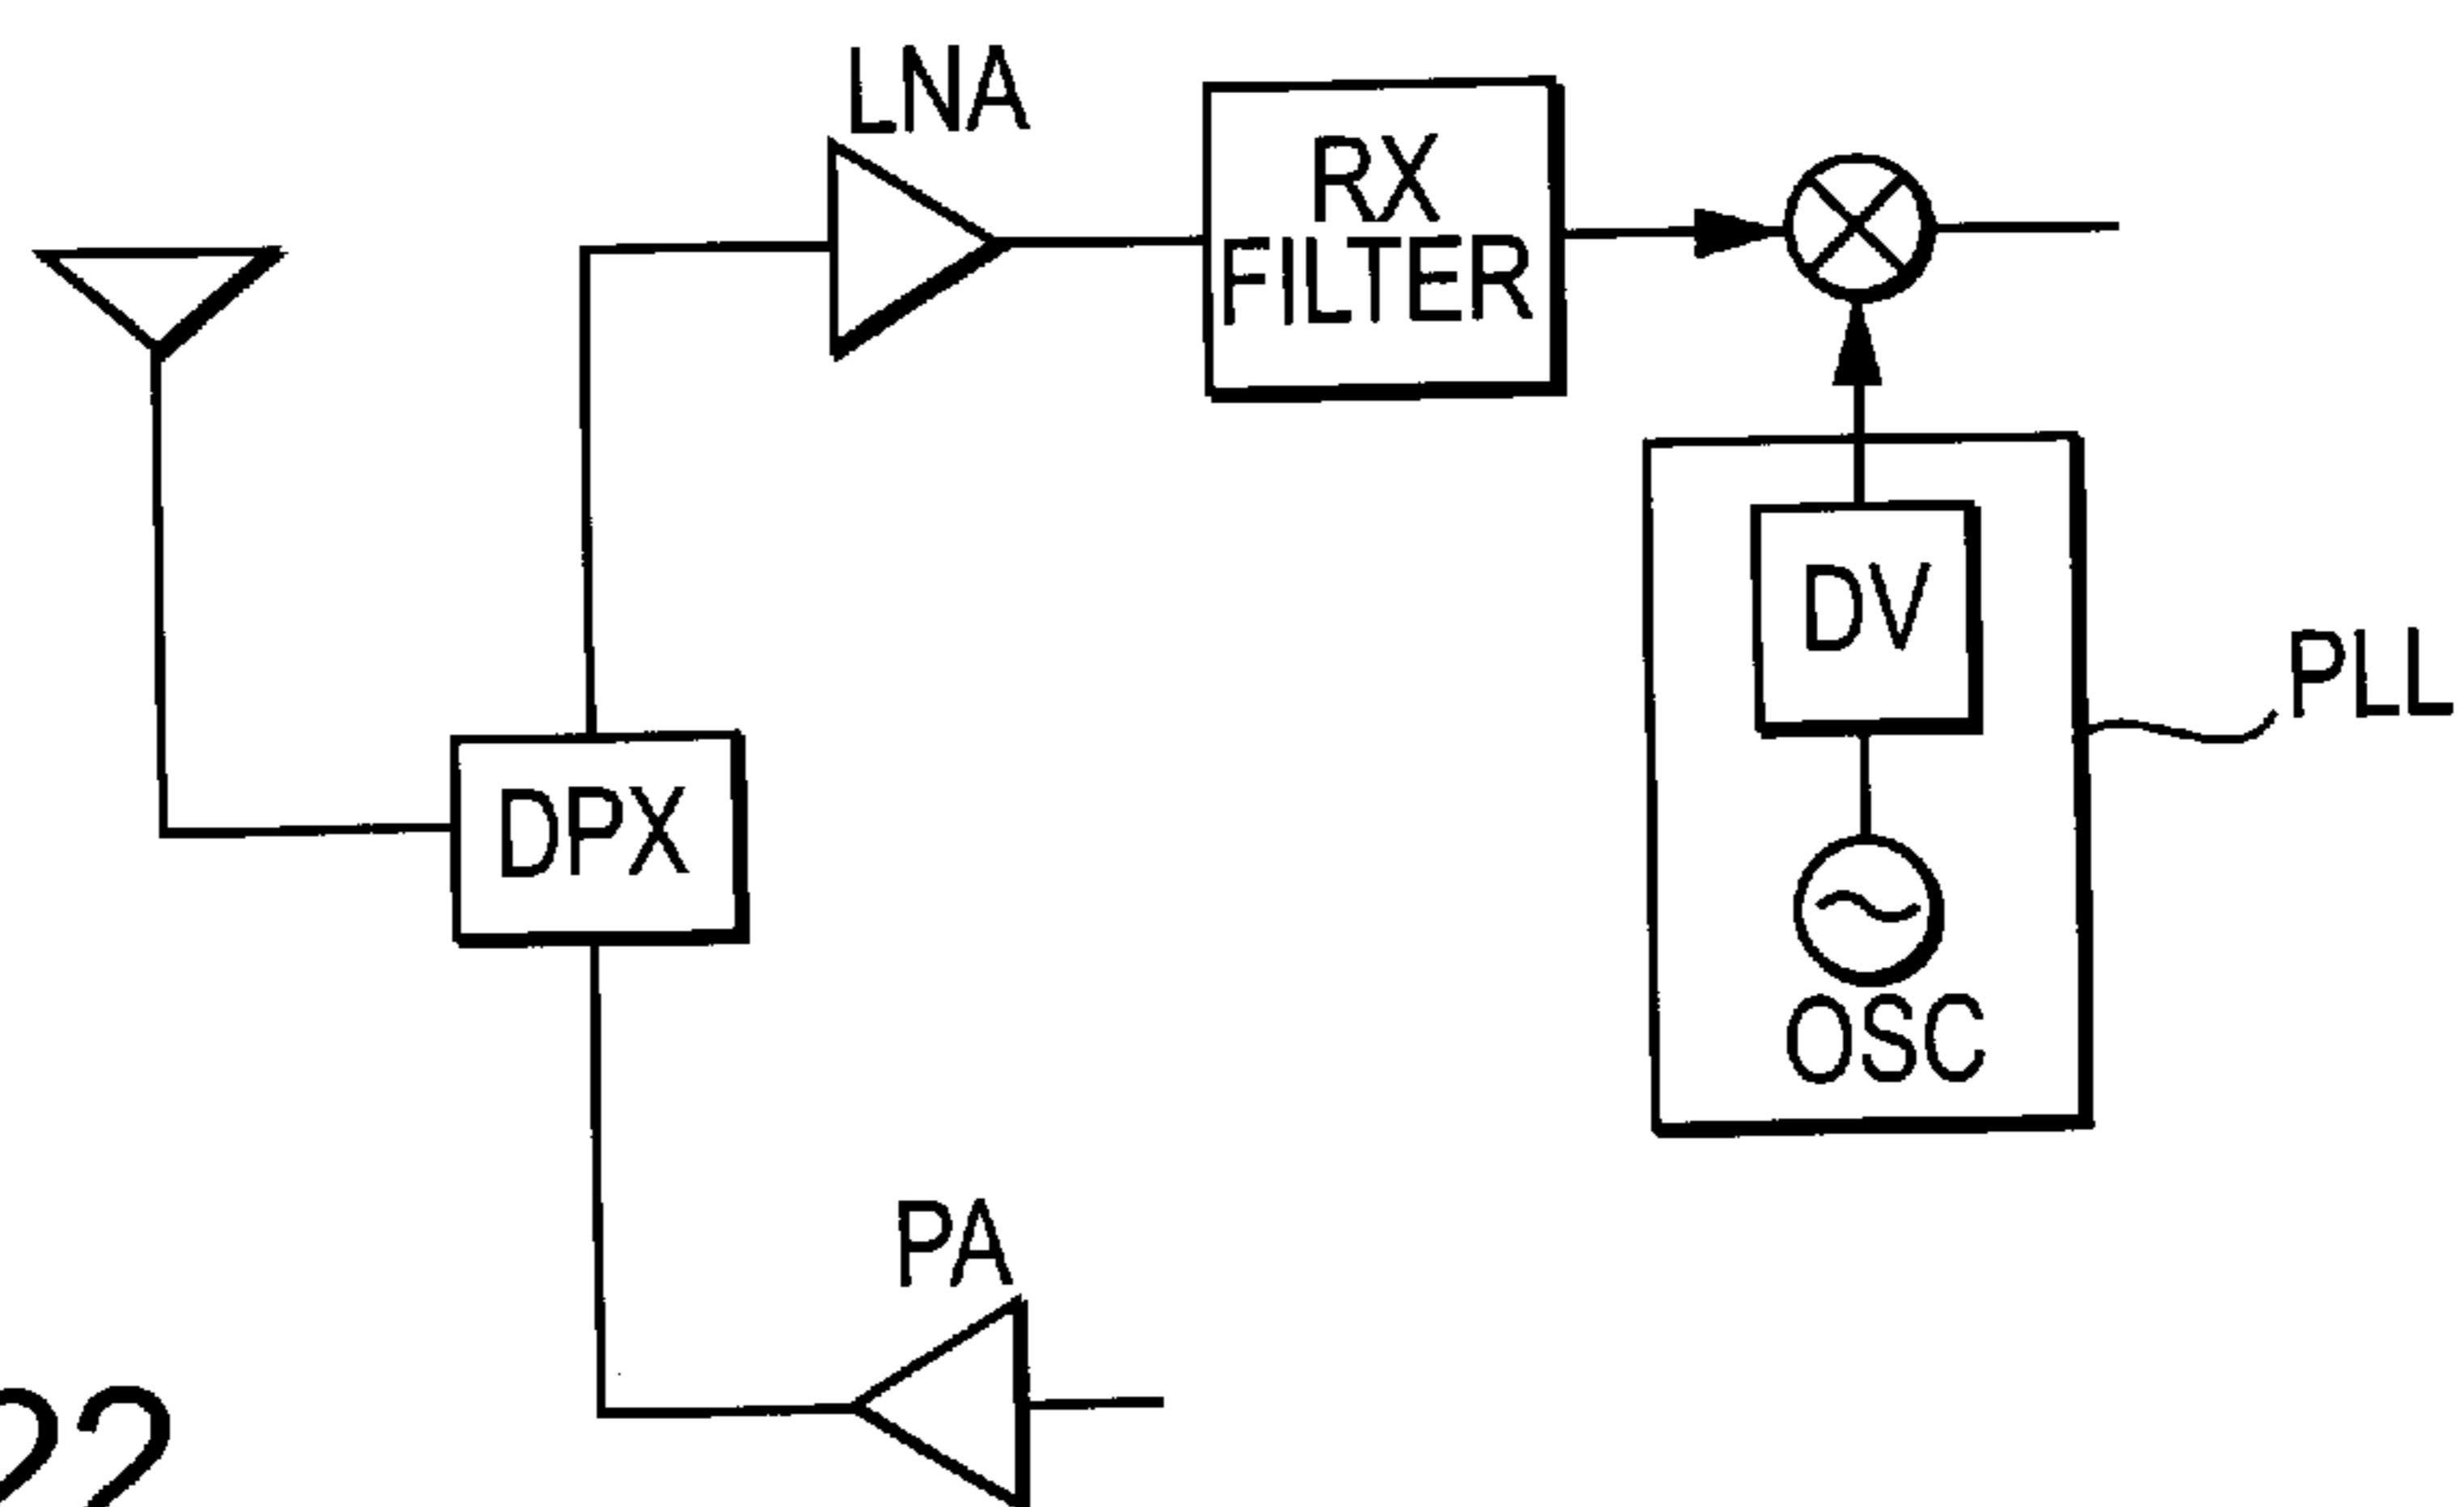 LNA
RX
FILTER
DV
PLL
DPX
OSC
PA
22